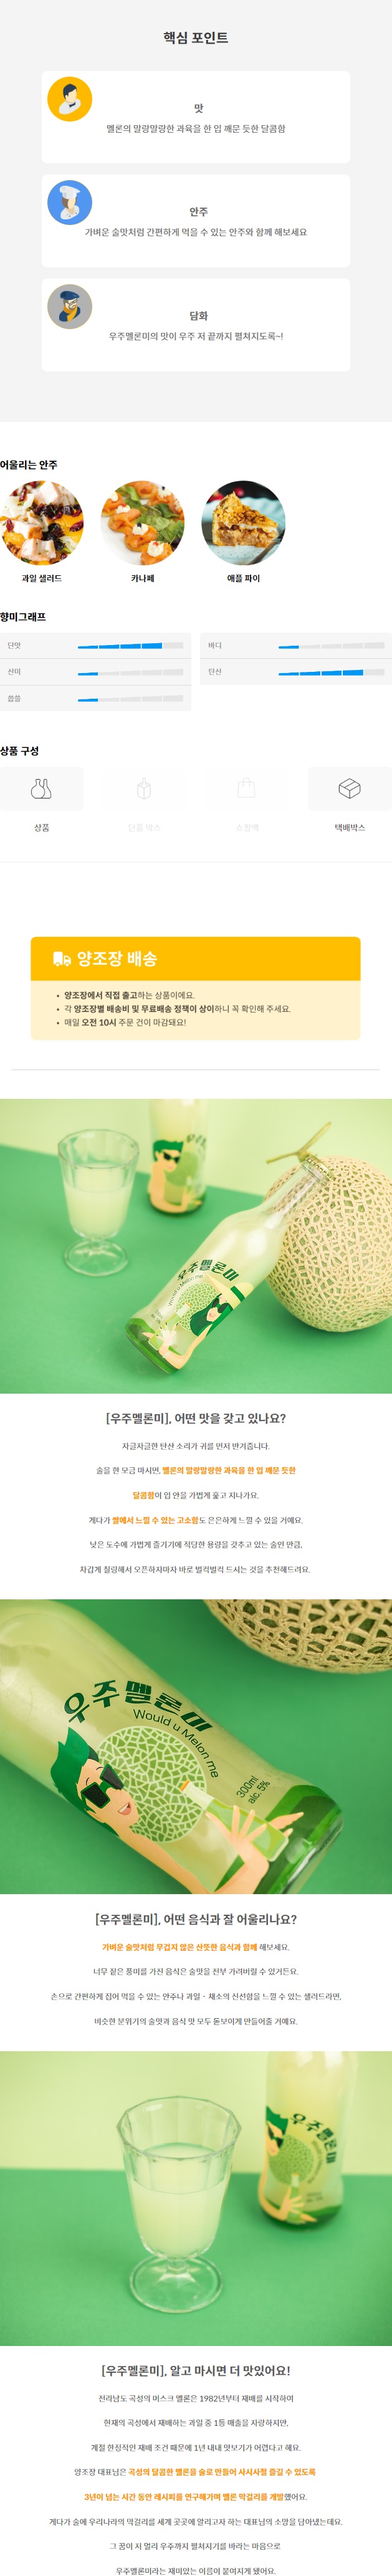 핵심 포인트
맛
멜론의 말랑말랑한 과육을 한 입 깨문 듯한 달콤함
안주
가벼운 술맛처럼 간편하게 먹을 수 있는 안주와 함께 해보세요
담화
우주멜론미의 맛이 우주 저 끝까지 펼쳐지도록~!
어울리는 안주
과일 샐러드
카나페
애플 파이
향미그래프
단맛
바디
산미
탄산
씁쓸
상품 구성
상품
단품 박스
쇼핑백
택배박스
양조장 배송
• 양조장에서 직접 출고하는 상품이에요.
• 각 양조장별 배송비 및 무료배송 정책이 상이하니 꼭 확인해 주세요.
• 매일 오전 10시 주문 건이 마감돼요!
우주멜론미
Would u Melon me
[우주멜론미], 어떤 맛을 갖고 있나요?
자글자글한 탄산 소리가 귀를 먼저 반겨줍니다.
술을 한 모금 마시면, 멜론의 말랑말랑한 과육을 한 입 깨문 듯한
달콤함이 입 안을 가볍게 훑고 지나가요.
게다가 쌀에서 느낄 수 있는 고소함도 은은하게 느낄 수 있을 거예요.
낮은 도수에 가볍게 즐기기에 적당한 용량을 갖추고 있는 술인 만큼,
차갑게 칠링해서 오픈하자마자 바로 벌컥벌컥 드시는 것을 추천해드려요.
우주멜론미
Would u Melon me
300ml
alc. 5%
[우주멜론미], 어떤 음식과 잘 어울리나요?
가벼운 술맛처럼 무겁지 않은 산뜻한 음식과 함께 해보세요.
너무 짙은 풍미를 가진 음식은 술맛을 전부 가려버릴 수 있거든요.
손으로 간편하게 집어 먹을 수 있는 안주나 과일 · 채소의 신선함을 느낄 수 있는 샐러드라면,
비슷한 분위기의 술맛과 음식 맛 모두 돋보이게 만들어줄 거예요.
우주멜론미
[우주멜론미], 알고 마시면 더 맛있어요!
전라남도 곡성의 머스크 멜론은 1982년부터 재배를 시작하여
현재의 곡성에서 재배하는 과일 중 1등 매출을 자랑하지만,
계절 한정적인 재배 조건 때문에 1년 내내 맛보기가 어렵다고 해요.
양조장 대표님은 곡성의 달콤한 멜론을 술로 만들어 사시사철 즐길 수 있도록
3년이 넘는 시간 동안 레시피를 연구해가며 멜론 막걸리를 개발했어요.
게다가 술에 우리나라의 막걸리를 세계 곳곳에 알리고자 하는 대표님의 소망을 담아냈는데요.
그 꿈이 저 멀리 우주까지 펼쳐지기를 바라는 마음으로
우주멜론미라는 재미있는 이름이 붙여지게 됐어요.